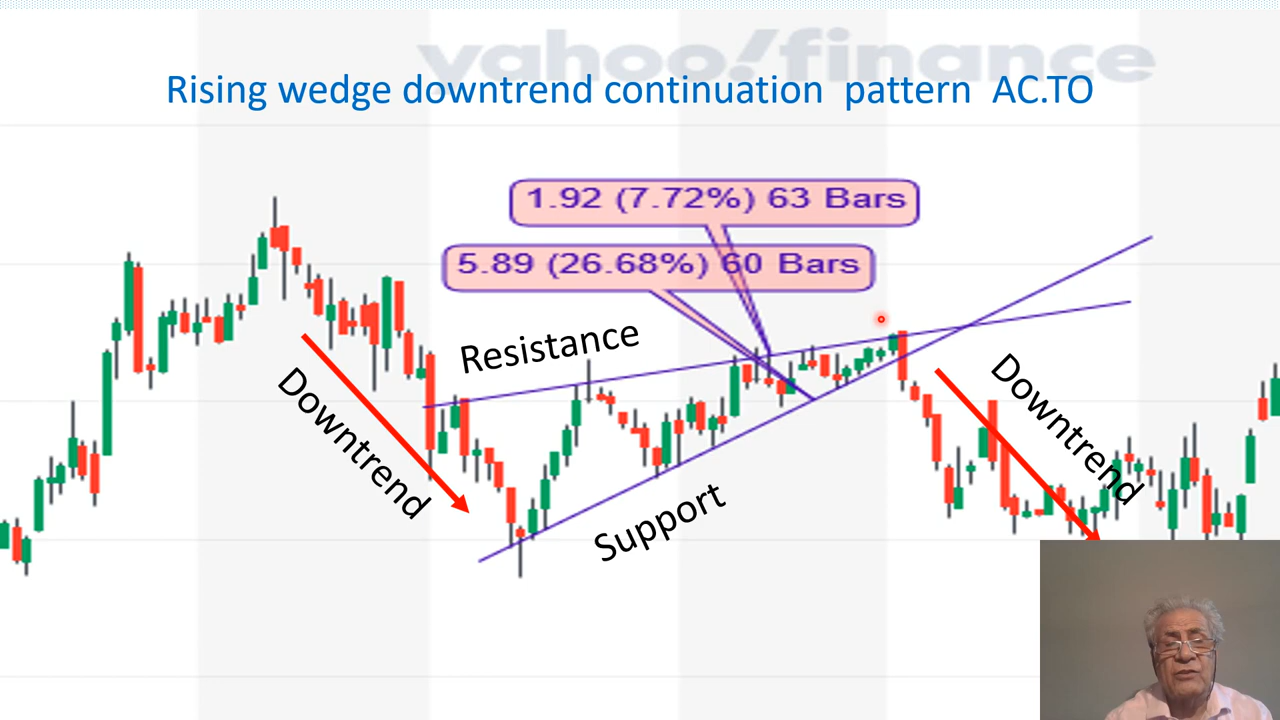 yahoo!finance
Rising wedge downtrend continuation pattern AC.TO
1.92 (7.72%) 63 Bars
5.89 (26.68%) 60 Bars
Resistance
Downtrend
Downtrend
Support